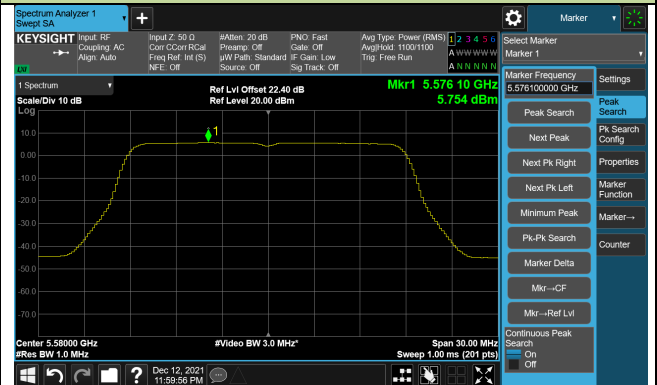 Spectrum Analyzer 1
Swept SA
Marker
KEYSIGHT
Input: RF
Coupling: AC
Align: Auto
Input Z: 50 Ω
Corr CCorr RCal
Freq Ref: Int (S)
NFE: Off
#Atten: 20 dB
Preamp: Off
µW Path: Standard
Source: Off
PNO: Fast
Gate: Off
IF Gain: Low
Sig Track: Off
Avg Type: Power (RMS)
Avg|Hold: 1100/1100
Trig: Free Run
1 2 3 4 5 6
A W W W W W
A N N N N N
LXI
Select Marker
Marker 1
1 Spectrum
Scale/Div 10 dB
Log
Ref Lvl Offset 22.40 dB
Ref Level 20.00 dBm
Mkr1 5.576 10 GHz
5.754 dBm
1
10.0
0.00
-10.0
-20.0
-30.0
-40.0
-50.0
-60.0
-70.0
Center 5.58000 GHz
#Res BW 1.0 MHz
#Video BW 3.0 MHz*
Span 30.00 MHz
Sweep 1.00 ms (201 pts)
Marker Frequency
5.576100000 GHz
Peak Search
Next Peak
Next Pk Right
Next Pk Left
Minimum Peak
Pk-Pk Search
Marker Delta
Mkr→CF
Mkr→Ref Lvl
Continuous Peak
Search
On
Off
Settings
Peak
Search
Pk Search
Config
Properties
Marker
Function
Marker→
Counter
?
Dec 12, 2021
11:59:56 PM